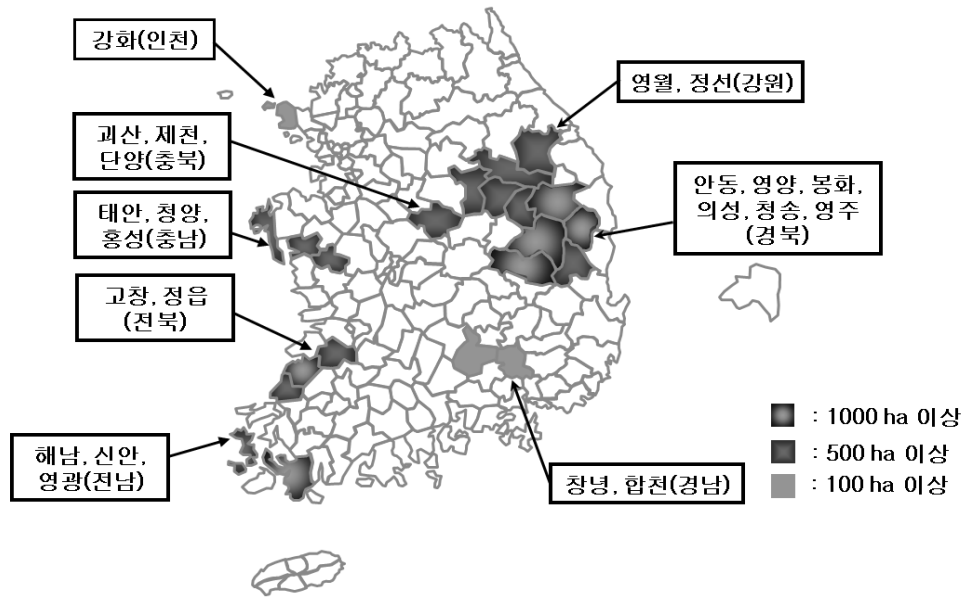 강화(인천)
영월, 정선(강원)
괴산, 제천,
단양(충북)
안동, 영양, 봉화,
의성, 청송, 영주
(경북)
태안, 청양,
홍성(충남)
고창, 정읍
(전북)
해남, 신안,
영광(전남)
창녕, 합천(경남)
: 1000 ha 이상
: 500 ha 이상
: 100 ha 이상